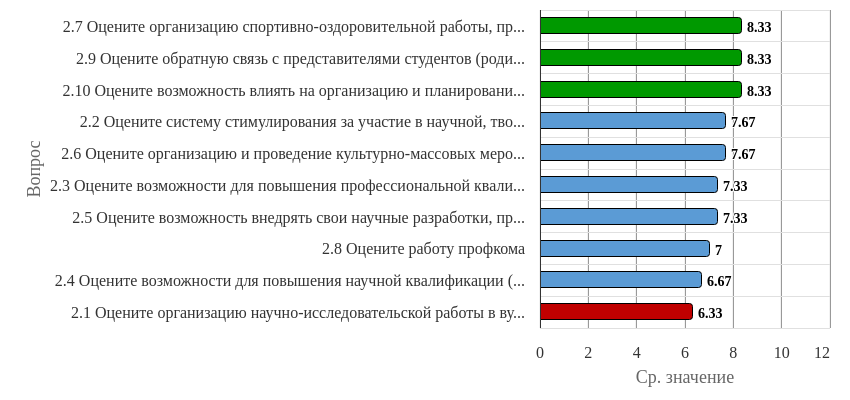 2.7 Оцените организацию спортивно-оздоровительной работы, пр... 8.33
2.9 Оцените обратную связь с представителями студентов (роди... 8.33
2.10 Оцените возможность влиять на организацию и планировани... 8.33
2.2 Оцените систему стимулирования за участие в научной, тво... 7.67
2.6 Оцените организацию и проведение культурно-массовых меро... 7.67
2.3 Оцените возможности для повышения профессиональной квали... 7.33
2.5 Оцените возможность внедрять свои научные разработки, пр... 7.33
2.8 Оцените работу профкома 7
2.4 Оцените возможности для повышения научной квалификации (... 6.67
2.1 Оцените организацию научно-исследовательской работы в ву... 6.33
Вопрос
0 2 4 6 8 10 12
Ср. значение